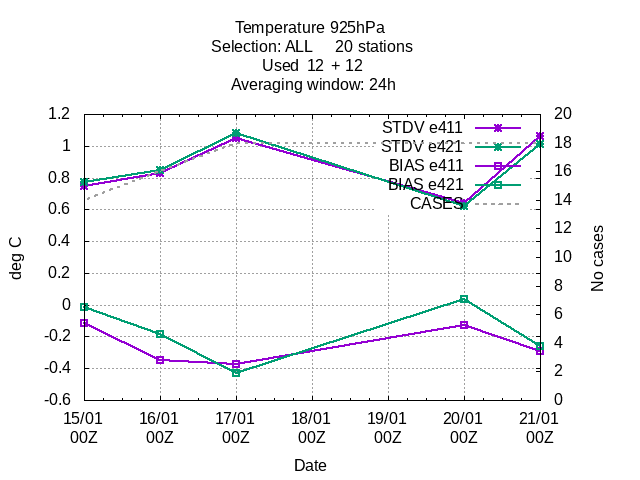 Temperature 925hPa
Selection: ALL 20 stations
Used 12 + 12
Averaging window: 24h
1.2
1
0.8
0.6
0.4
0.2
0
-0.2
-0.4
-0.6
deg C
STDV e411
STDV e421
BIAS e411
BIAS e421
CASES
20
18
16
14
12
10
8
6
4
2
0
No cases
15/01 16/01 17/01 18/01 19/01 20/01 21/01
00Z 00Z 00Z 00Z 00Z 00Z 00Z
Date